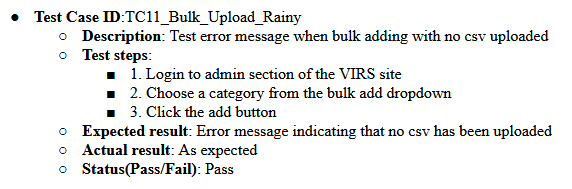 ● Test Case ID:TC11_Bulk_Upload_Rainy
○ Description: Test error message when bulk adding with no csv uploaded
○ Test steps:
■ 1. Login to admin section of the VIRS site
■ 2. Choose a category from the bulk add dropdown
■ 3. Click the add button
○ Expected result: Error message indicating that no csv has been uploaded
○ Actual result: As expected
○ Status(Pass/Fail): Pass